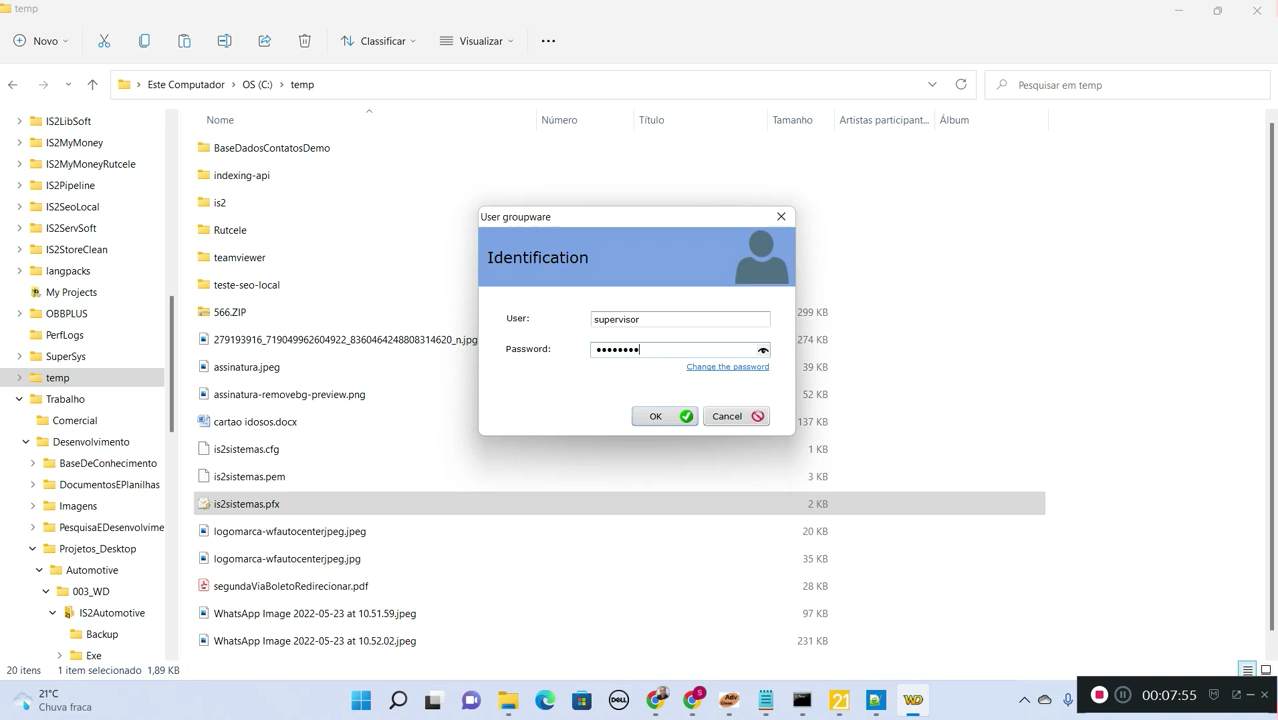 temp
Novo
Classificar
Visualizar
Este Computador > OS (C:) > temp
Pesquisar em temp
Nome
Número
Título
Tamanho
Artistas participant...
Álbum
IS2LibSoft
IS2MyMoney
IS2MyMoneyRutcele
IS2Pipeline
IS2SeoLocal
IS2ServSoft
IS2StoreClean
langpacks
My Projects
OBBPLUS
PerfLogs
SuperSys
temp
Trabalho
Comercial
Desenvolvimento
BaseDeConhecimento
DocumentosEPlanilhas
Imagens
PesquisaEDesenvolvime
Projetos_Desktop
Automotive
003_WD
IS2Automotive
Backup
Exe
BaseDadosContatosDemo
indexing-api
is2
Rutcele
teamviewer
teste-seo-local
566.ZIP
299 KB
279193916_719049962604922_8360464248808314620_n.jpg
274 KB
assinatura.jpeg
39 KB
assinatura-removebg-preview.png
52 KB
cartao idosos.docx
137 KB
is2sistemas.cfg
1 KB
is2sistemas.pem
3 KB
is2sistemas.pfx
2 KB
logomarca-wfautocenterjpeg.jpeg
20 KB
logomarca-wfautocenterjpeg.jpg
35 KB
segundaViaBoletoRedirecionar.pdf
28 KB
WhatsApp Image 2022-05-23 at 10.51.59.jpeg
97 KB
WhatsApp Image 2022-05-23 at 10.52.02.jpeg
231 KB
User groupware
Identification
User:
supervisor
Password:
••••••••
Change the password
OK
Cancel
20 itens
1 item selecionado 1,89 KB
21°C
Chuva fraca
DELL
S
Adv
21
WD
00:07:55